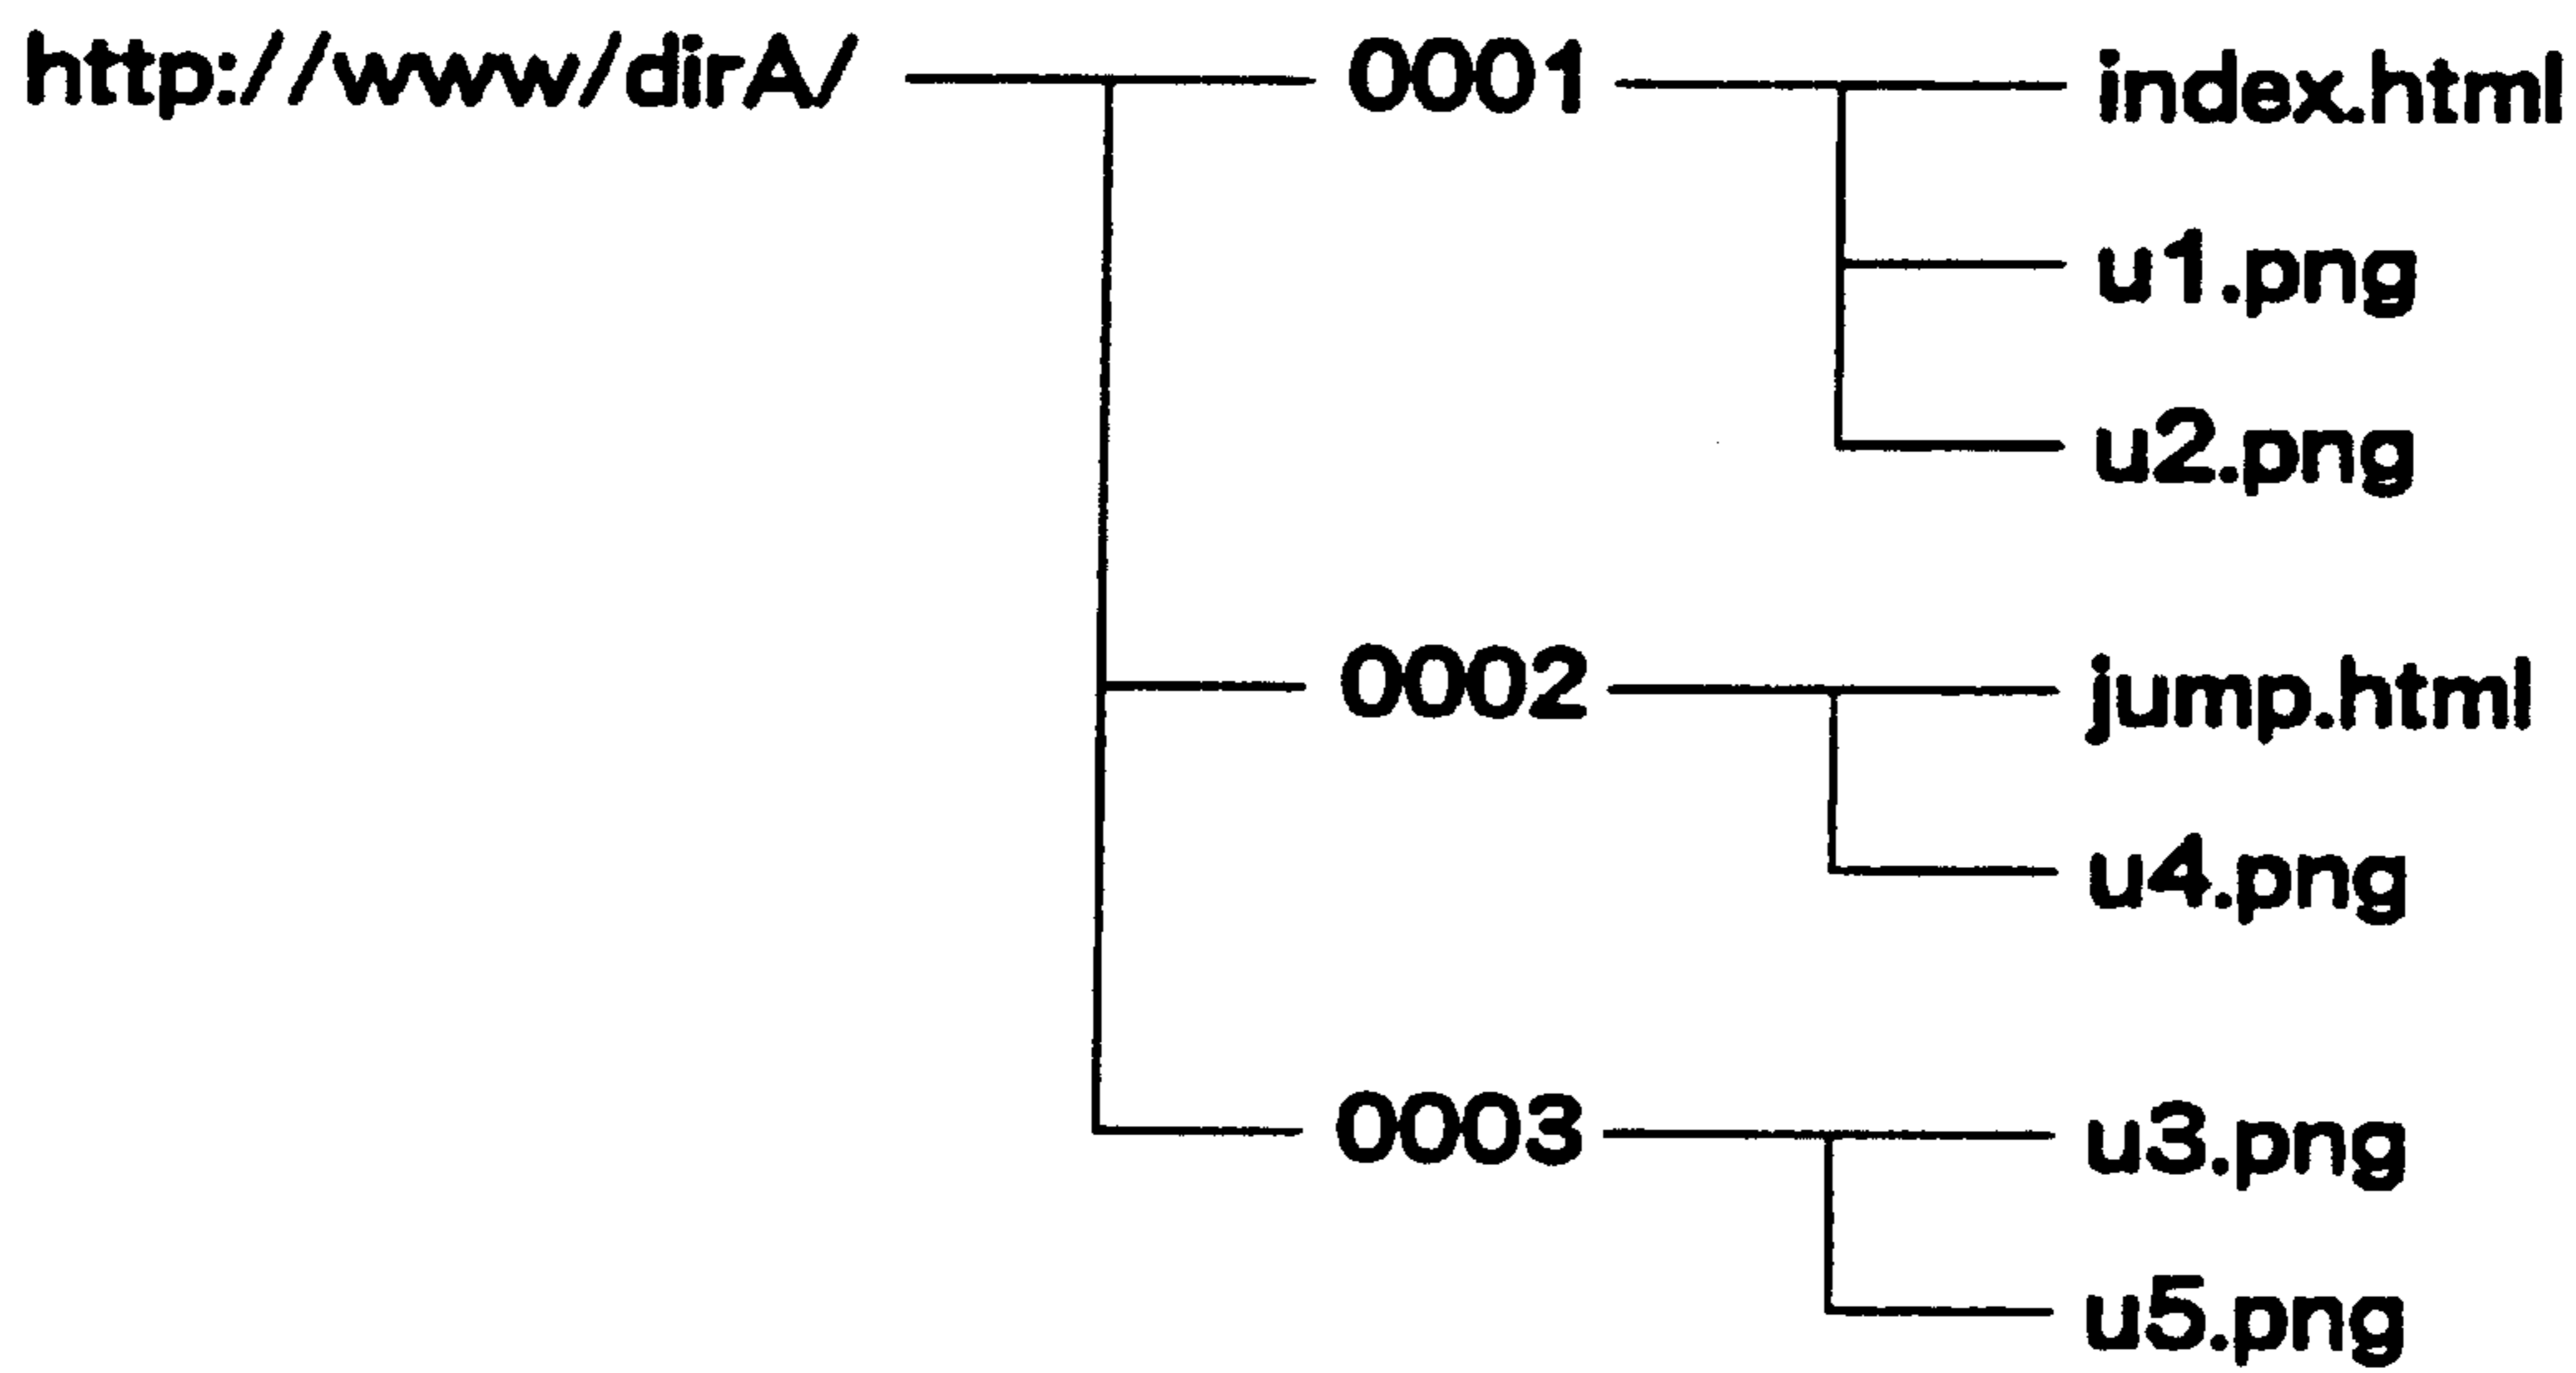 http://www/dirA/ 0001 index.html
u1.png
u2.png
0002 jump.html
u4.png
0003 u3.png
u5.png